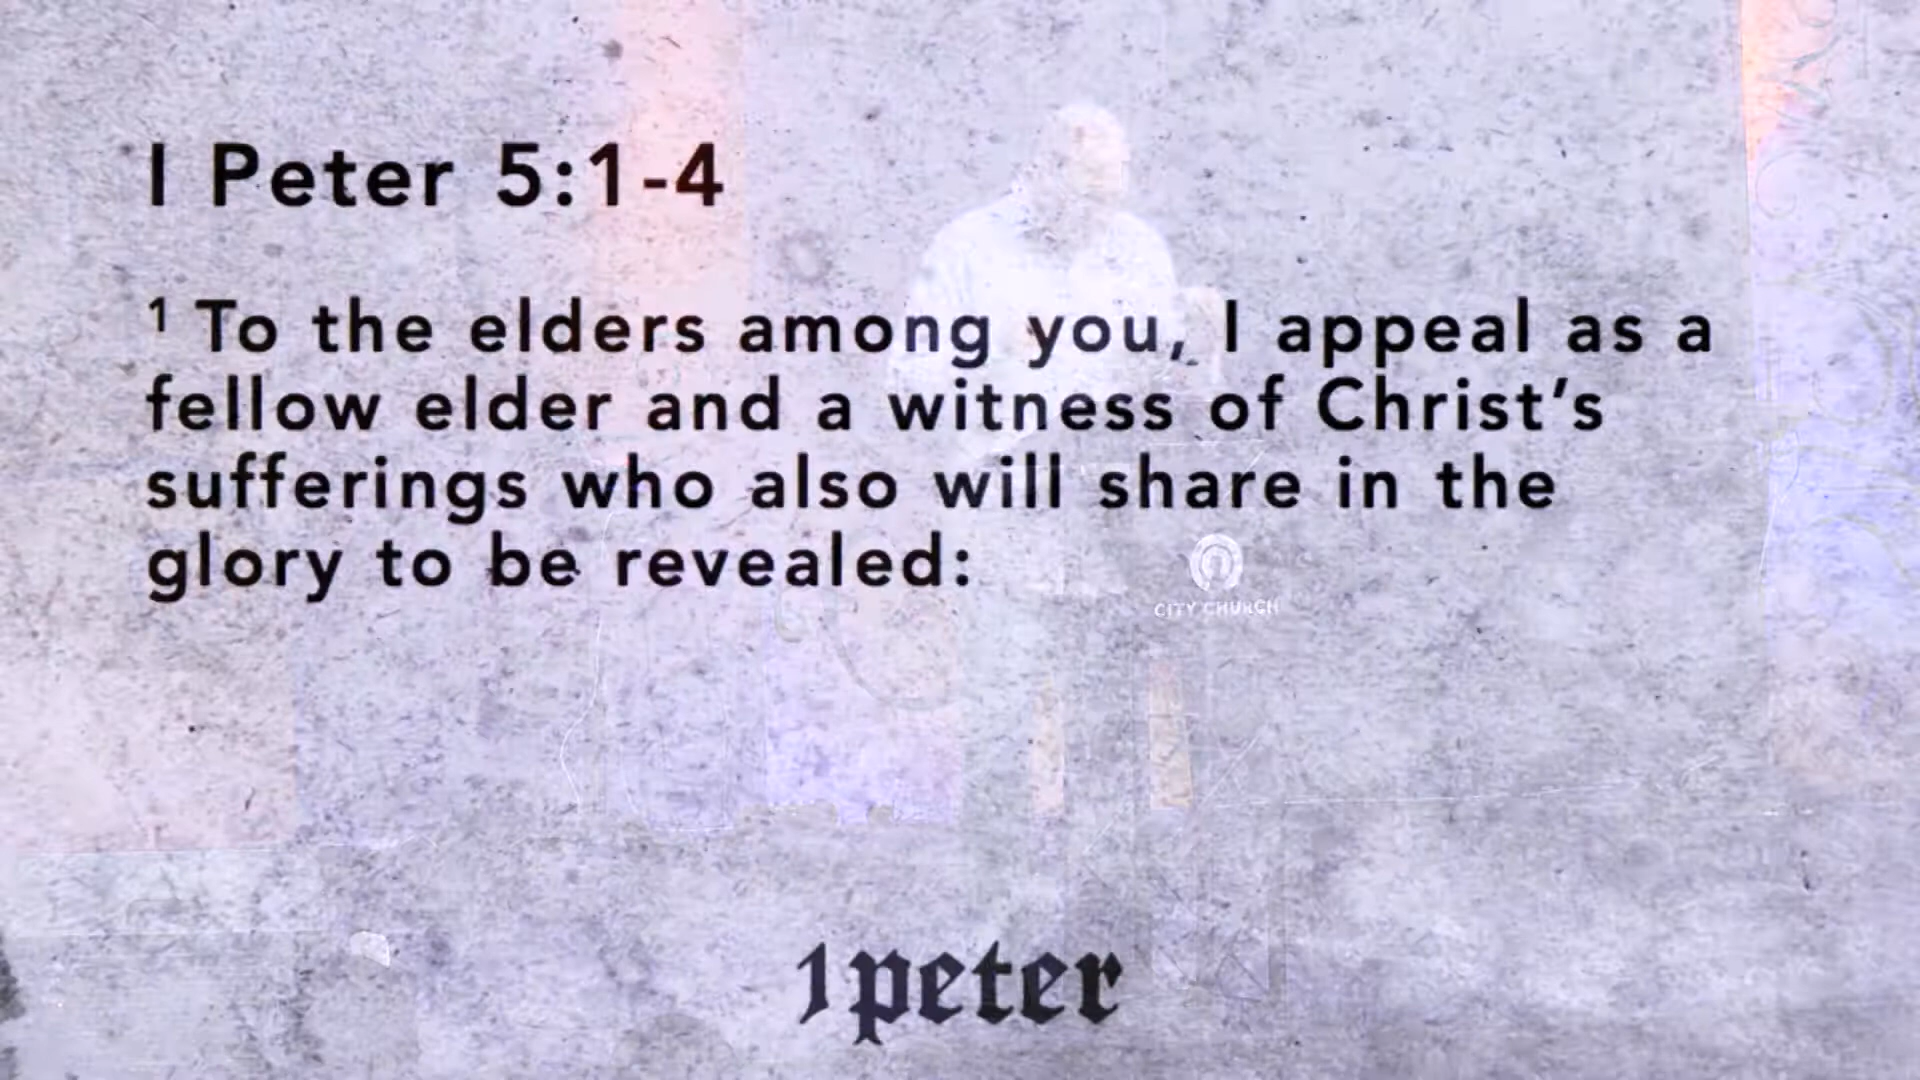 I Peter 5:1-4
¹ To the elders among you, I appeal as a
fellow elder and a witness of Christ’s
sufferings who also will share in the
glory to be revealed:
CITY CHURCH
1peter